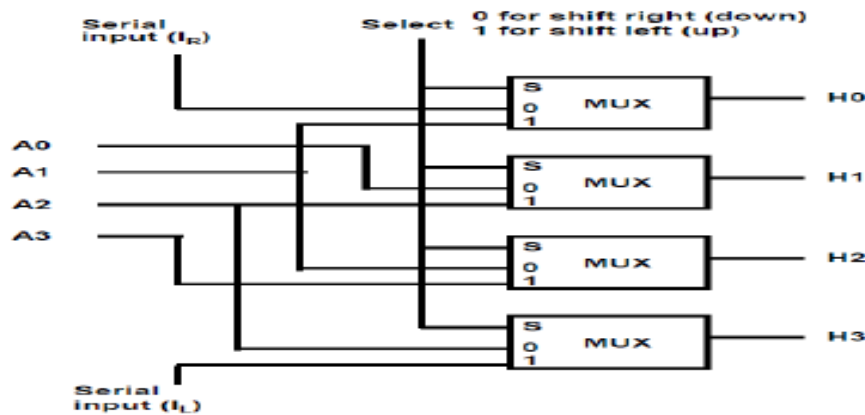 Serial
input (IR)
Select
0 for shift right (down)
1 for shift left (up)
S
0
1
MUX
H0
A0
A1
A2
A3
S
0
1
MUX
H1
S
0
1
MUX
H2
S
0
1
MUX
H3
Serial
input (IL)